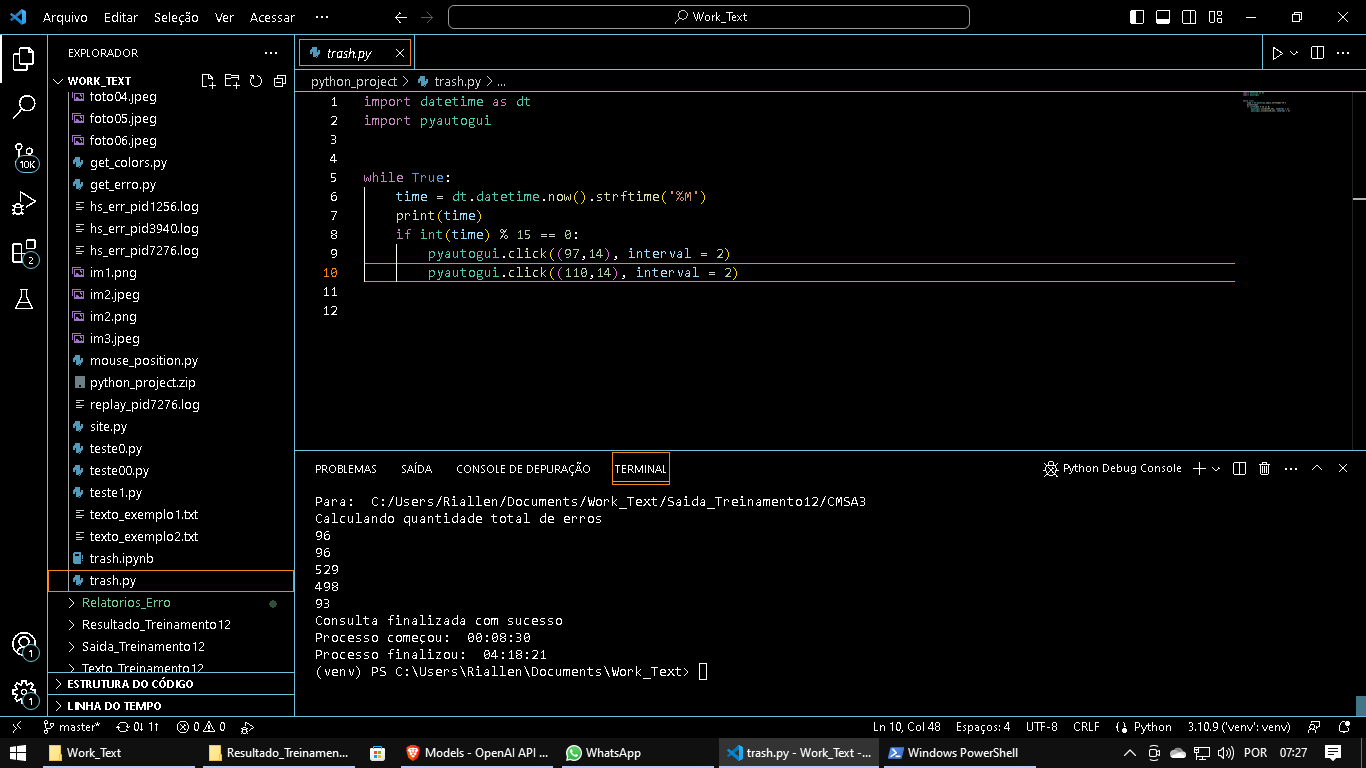 Arquivo Editar Seleção Ver Acessar ··· Work_Text
EXPLORADOR ···
WORK_TEXT
foto04.jpeg
foto05.jpeg
foto06.jpeg
get_colors.py
get_erro.py
hs_err_pid1256.log
hs_err_pid3940.log
hs_err_pid7276.log
im1.png
im2.jpeg
im2.png
im3.jpeg
mouse_position.py
python_project.zip
replay_pid7276.log
site.py
teste0.py
teste00.py
teste1.py
texto_exemplo1.txt
texto_exemplo2.txt
trash.ipynb
trash.py
Relatorios_Erro
Resultado_Treinamento12
Saida_Treinamento12
Texto_Treinamento12
ESTRUTURA DO CÓDIGO
LINHA DO TEMPO
10K
2
1
1
trash.py
python_project > trash.py > ...
1 import datetime as dt
2 import pyautogui
3
4
5 while True:
6 time = dt.datetime.now().strftime('%M')
7 print(time)
8 if int(time) % 15 == 0:
9 pyautogui.click((97,14), interval = 2)
10 pyautogui.click((110,14), interval = 2)
11
12
PROBLEMAS SAÍDA CONSOLE DE DEPURAÇÃO TERMINAL Python Debug Console
Para:  C:/Users/Riallen/Documents/Work_Text/Saida_Treinamento12/CMSA3
Calculando quantidade total de erros
96
96
529
498
93
Consulta finalizada com sucesso
Processo começou:  00:08:30
Processo finalizou:  04:18:21
(venv) PS C:\Users\Riallen\Documents\Work_Text>
master* 0↓ 1↑ 0 0 Ln 10, Col 48 Espaços: 4 UTF-8 CRLF Python 3.10.9 ('venv': venv)
Work_Text Resultado_Treinamen... Models - OpenAI API ... WhatsApp trash.py - Work_Text -... Windows PowerShell POR 07:27